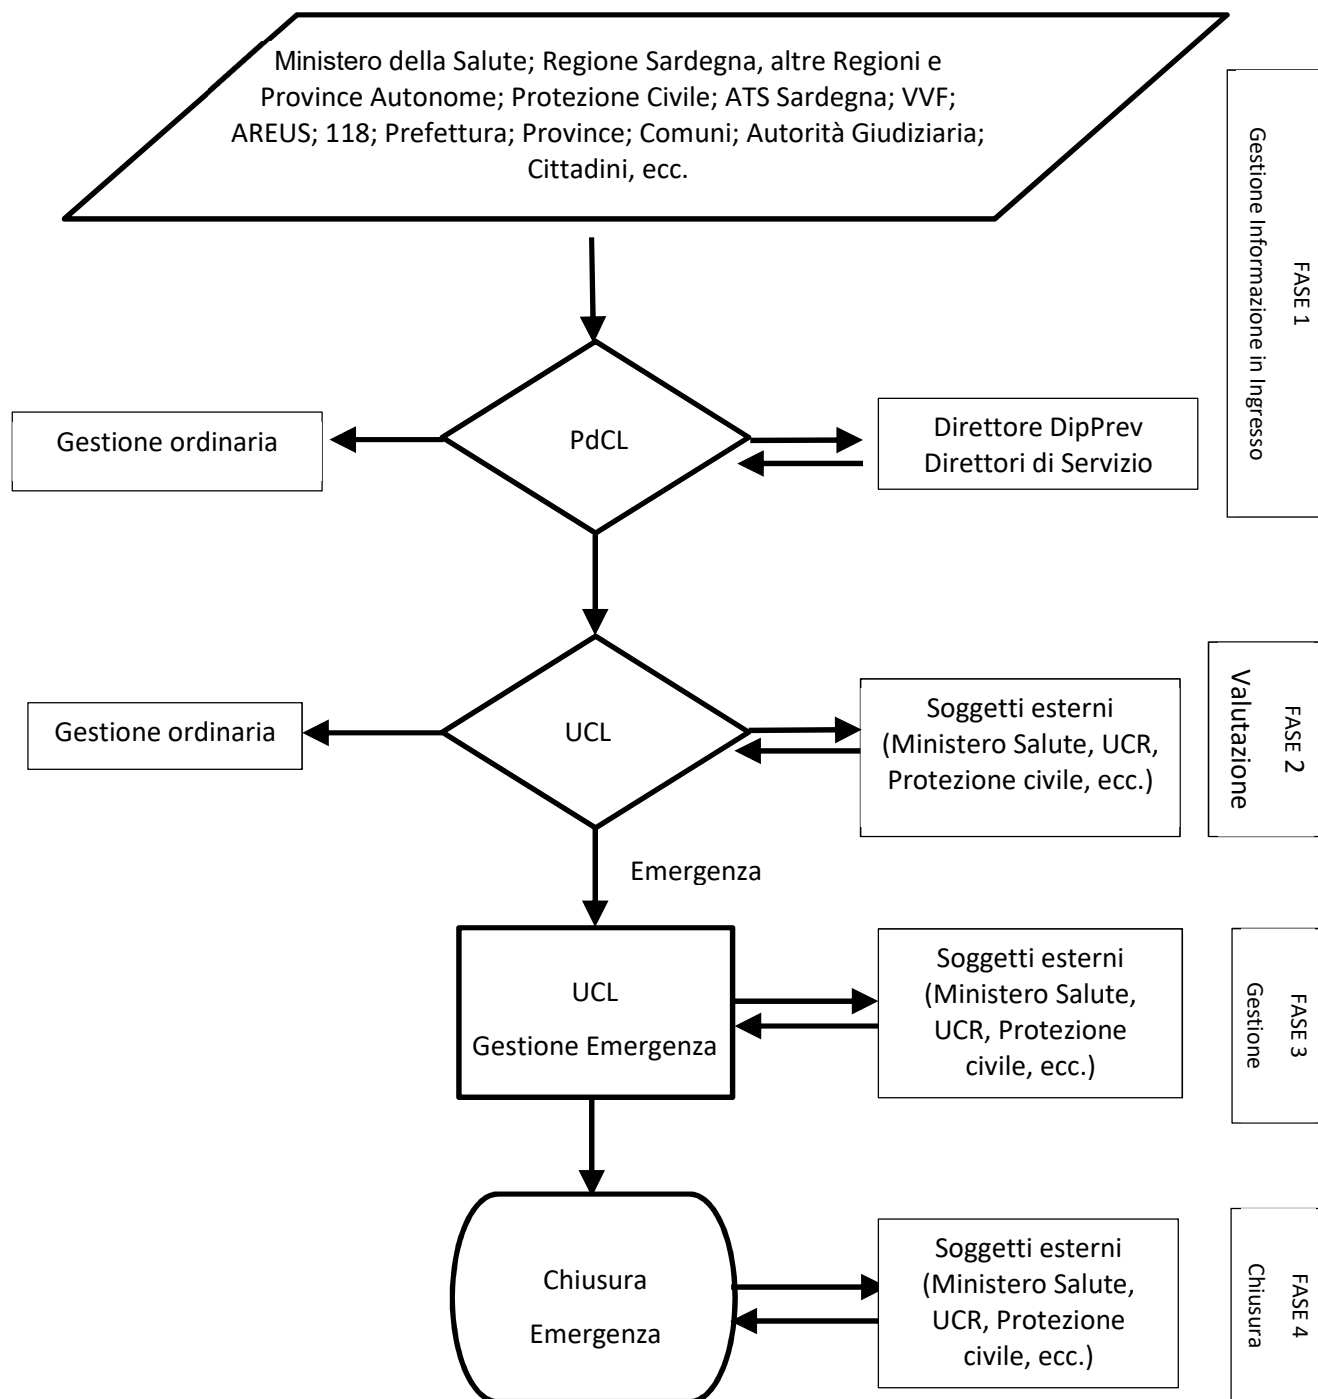 Ministero della Salute; Regione Sardegna, altre Regioni e
Province Autonome; Protezione Civile; ATS Sardegna; VVF;
AREUS; 118; Prefettura; Province; Comuni; Autorità Giudiziaria;
Cittadini, ecc.
FASE 1
Gestione Informazione in Ingresso
Gestione ordinaria
PdCL
Direttore DipPrev
Direttori di Servizio
Gestione ordinaria
UCL
Soggetti esterni
(Ministero Salute, UCR,
Protezione civile, ecc.)
FASE 2
Valutazione
Emergenza
UCL
Gestione Emergenza
Soggetti esterni
(Ministero Salute,
UCR, Protezione
civile, ecc.)
FASE 3
Gestione
Chiusura
Emergenza
Soggetti esterni
(Ministero Salute,
UCR, Protezione
civile, ecc.)
FASE 4
Chiusura